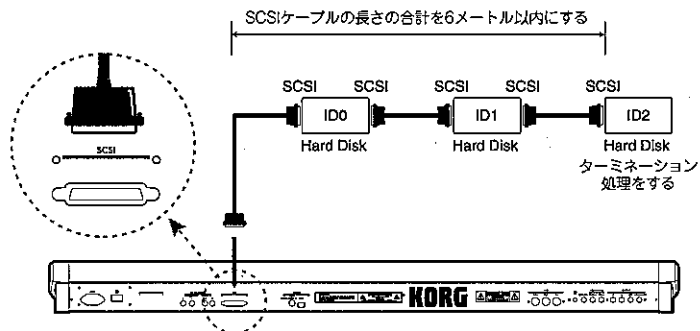 SCSIケーブルの長さの合計を6メートル以内にする
SCSI SCSI SCSI SCSI SCSI
ID0 ID1 ID2
Hard Disk Hard Disk Hard Disk
ターミネーション
処理をする
SCSI
KORG